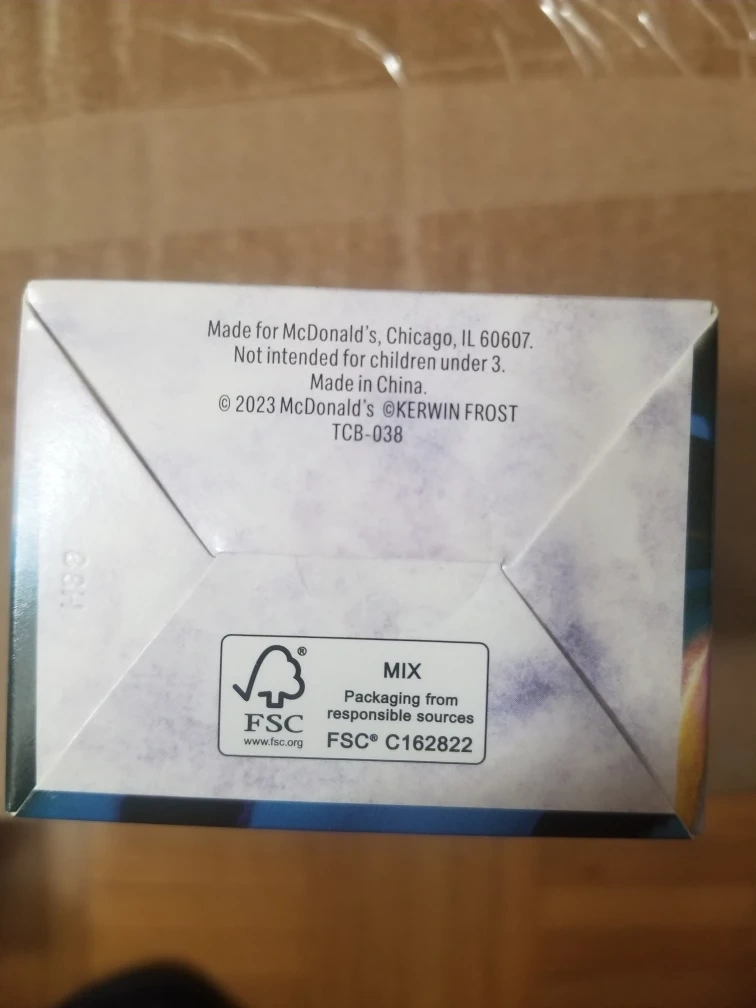 Made for McDonald's, Chicago, IL 60607.
Not intended for children under 3.
Made in China.
© 2023 McDonald's ©KERWIN FROST
TCB-038
®
MIX
Packaging from
responsible sources
FSC
www.fsc.org
FSC® C162822